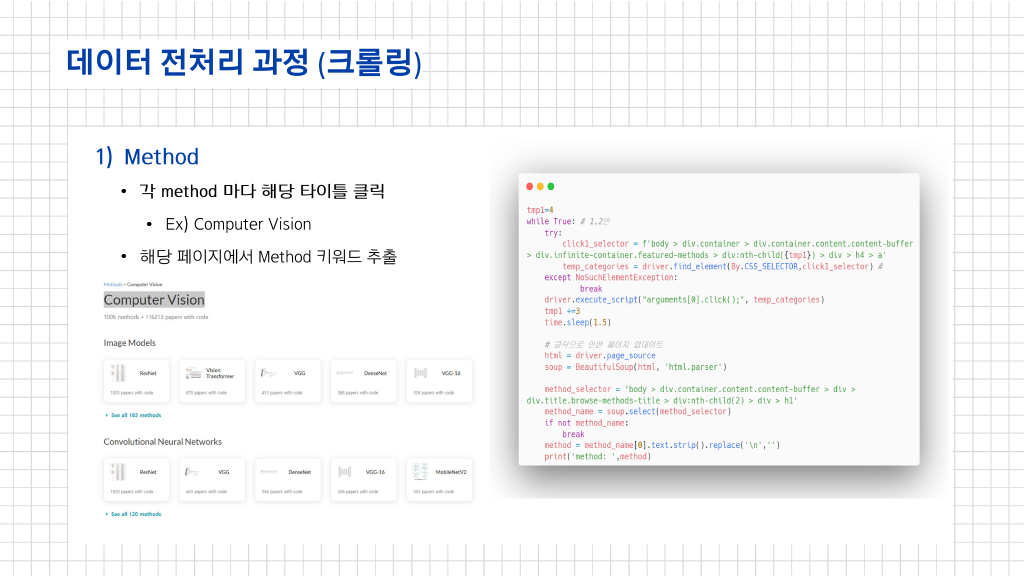 데이터 전처리 과정 (크롤링)
1) Method
• 각 method 마다 해당 타이틀 클릭
• Ex) Computer Vision
• 해당 페이지에서 Method 키워드 추출
Methods > Computer Vision
Computer Vision
1006 methods • 116213 papers with code
Image Models
ResNet
Vision
Transformer
VGG
DenseNet
VGG-16
papers with code
papers with code
papers with code
papers with code
papers with code
▸ See all 183 methods
Convolutional Neural Networks
ResNet
VGG
DenseNet
VGG-16
MobileNetV2
papers with code
papers with code
papers with code
papers with code
papers with code
▸ See all 130 methods
tmp1=4
while True: # 1,2번
try:
click1_selector = f'body > div.container > div.container.content.content-buffer
> div.infinite-container.featured-methods > div:nth-child({tmp1}) > div > h4 > a'
temp_categories = driver.find_element(By.CSS_SELECTOR,click1_selector) #
except NoSuchElementException:
break
driver.execute_script("arguments[0].click();", temp_categories)
tmp1 +=3
time.sleep(1.5)
# 클릭으로 인한 페이지 업데이트
html = driver.page_source
soup = BeautifulSoup(html, 'html.parser')
method_selector = 'body > div.container.content.content-buffer > div >
div.title.browse-methods-title > div:nth-child(2) > div > h1'
method_name = soup.select(method_selector)
if not method_name:
break
method = method_name[0].text.strip().replace('\n','')
print('method: ',method)